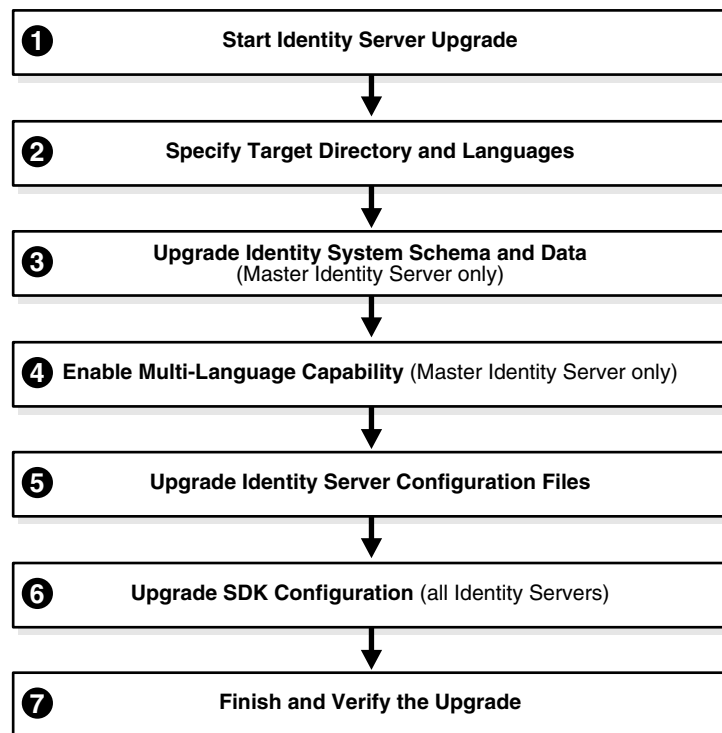 1 Start Identity Server Upgrade
2 Specify Target Directory and Languages
3 Upgrade Identity System Schema and Data
(Master Identity Server only)
4 Enable Multi-Language Capability (Master Identity Server only)
5 Upgrade Identity Server Configuration Files
6 Upgrade SDK Configuration (all Identity Servers)
7 Finish and Verify the Upgrade